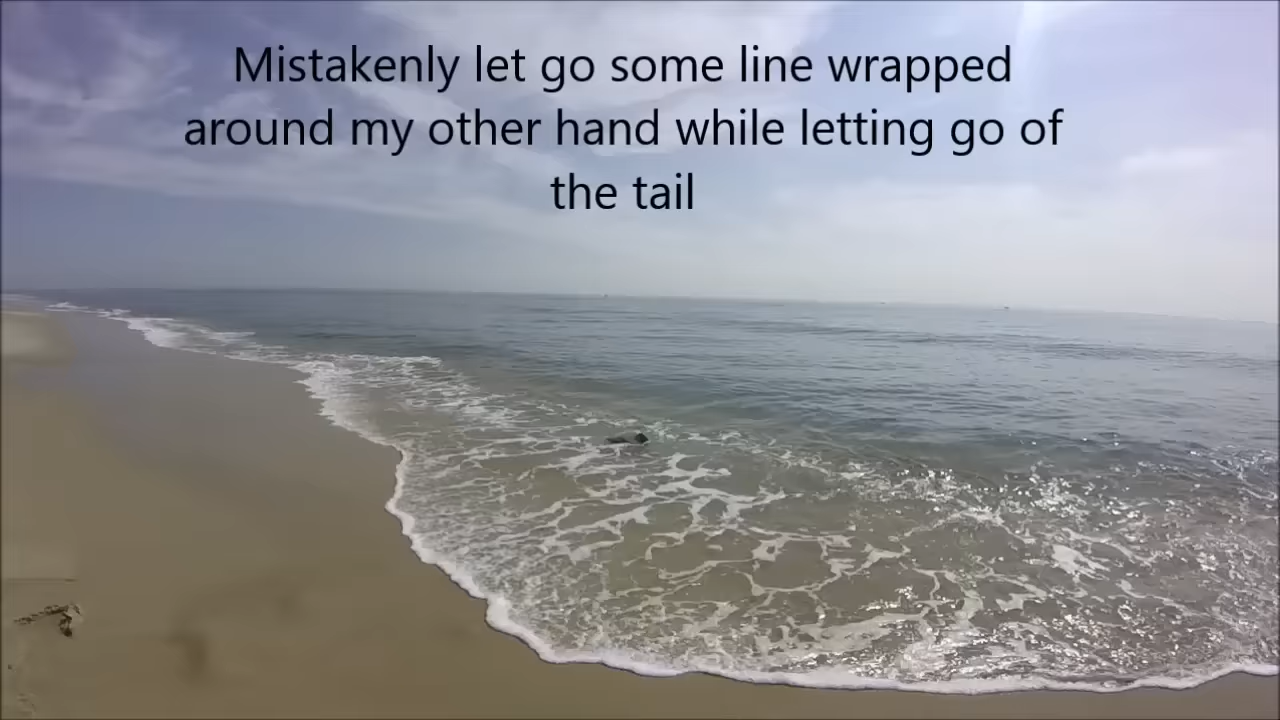 Mistakenly let go some line wrapped
around my other hand while letting go of
the tail